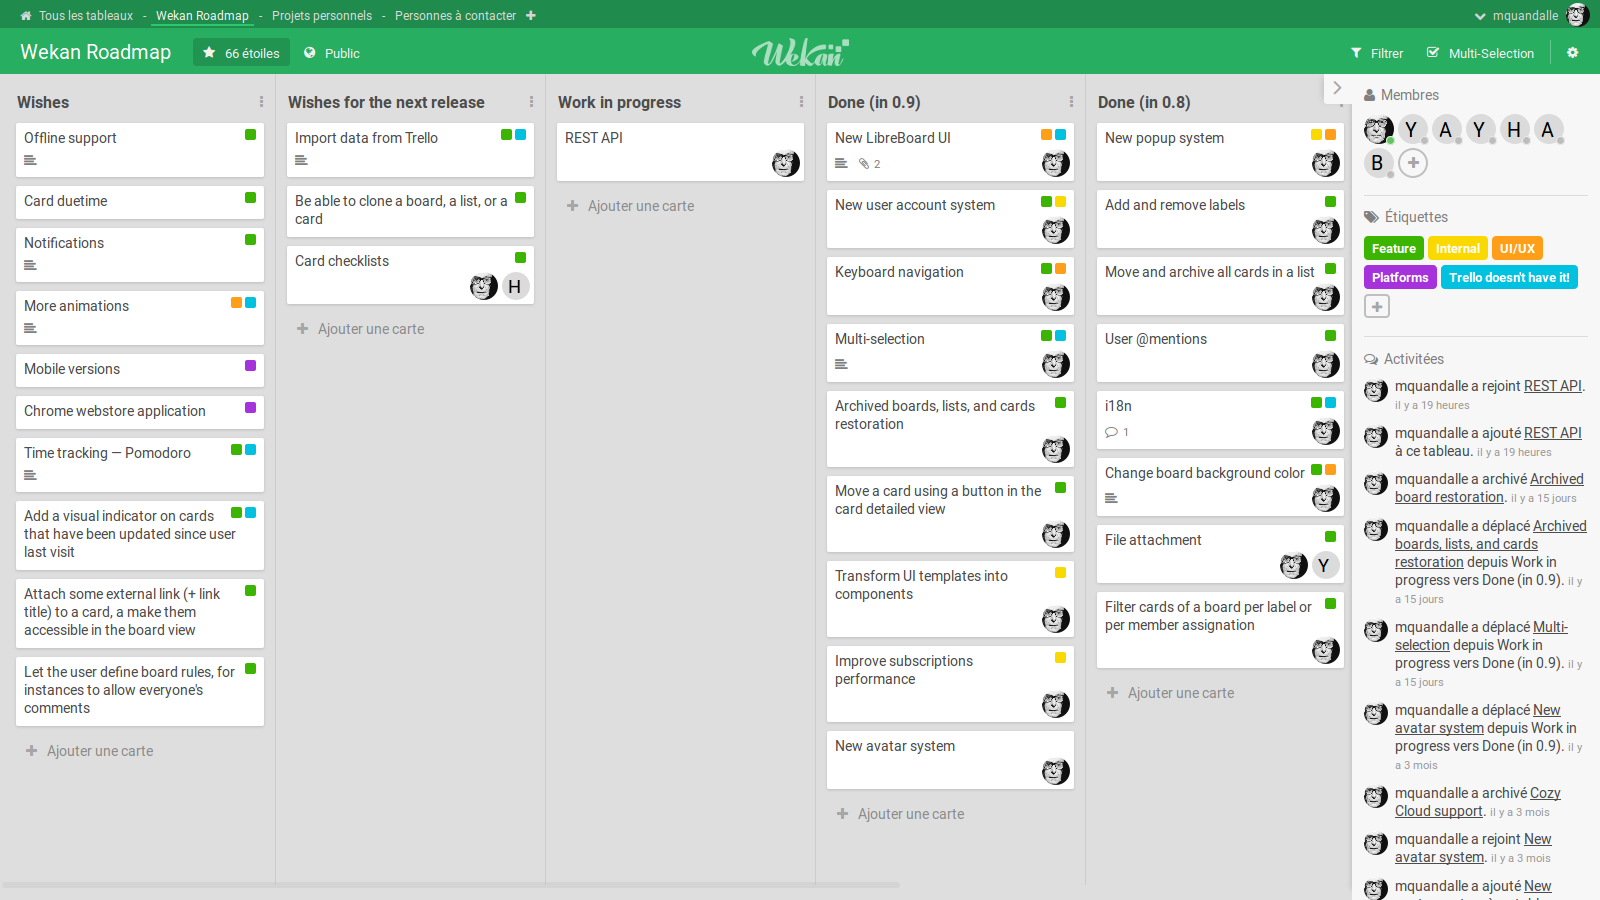 Tous les tableaux - Wekan Roadmap - Projets personnels - Personnes à contacter
mquandalle
Wekan Roadmap
66 étoiles
Public
Wekan
Filtrer
Multi-Selection
Wishes
Offline support
Card duetime
Notifications
More animations
Mobile versions
Chrome webstore application
Time tracking — Pomodoro
Add a visual indicator on cards
that have been updated since user
last visit
Attach some external link (+ link
title) to a card, a make them
accessible in the board view
Let the user define board rules, for
instances to allow everyone's
comments
Ajouter une carte
Wishes for the next release
Import data from Trello
Be able to clone a board, a list, or a
card
Card checklists
H
Ajouter une carte
Work in progress
REST API
Ajouter une carte
Done (in 0.9)
New LibreBoard UI
2
New user account system
Keyboard navigation
Multi-selection
Archived boards, lists, and cards
restoration
Move a card using a button in the
card detailed view
Transform UI templates into
components
Improve subscriptions
performance
New avatar system
Ajouter une carte
Done (in 0.8)
New popup system
Add and remove labels
Move and archive all cards in a list
User @mentions
i18n
1
Change board background color
File attachment
Y
Filter cards of a board per label or
per member assignation
Ajouter une carte
Membres
Y A Y H A
B
Étiquettes
Feature Internal UI/UX
Platforms Trello doesn't have it!
Activitées
mquandalle a rejoint REST API.
il y a 19 heures
mquandalle a ajouté REST API
à ce tableau. il y a 19 heures
mquandalle a archivé Archived
board restoration. il y a 15 jours
mquandalle a déplacé Archived
boards, lists, and cards
restoration depuis Work in
progress vers Done (in 0.9). il y
a 15 jours
mquandalle a déplacé Multi-
selection depuis Work in
progress vers Done (in 0.9). il y
a 15 jours
mquandalle a déplacé New
avatar system depuis Work in
progress vers Done (in 0.9). il y
a 3 mois
mquandalle a archivé Cozy
Cloud support. il y a 3 mois
mquandalle a rejoint New
avatar system. il y a 3 mois
mquandalle a ajouté New